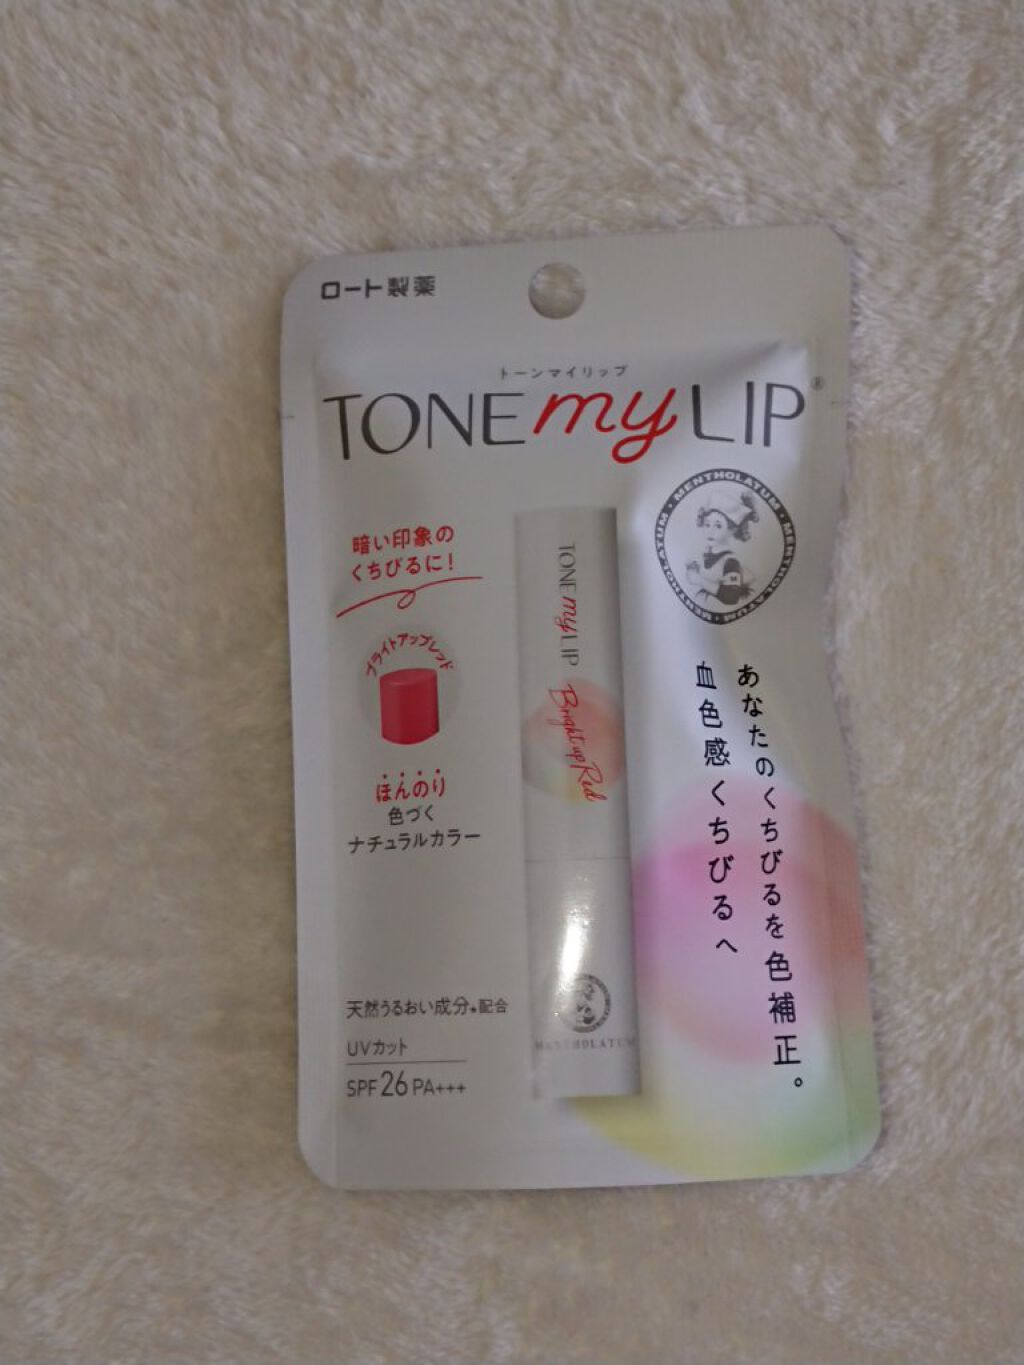 ロート製薬
トーンマイリップ
TONE my LIP®
MENTHOLATUM · MENTHOLATUM · MENTHOLATUM ·
暗い印象の
くちびるに!
ブライトアップレッド
ほんのり
色づく
ナチュラルカラー
TONE my LIP
Bright up Red
MENTHOLATUM
あなたのくちびるを色補正。
血色感くちびるへ
天然うるおい成分*配合
UVカット
SPF26 PA+++